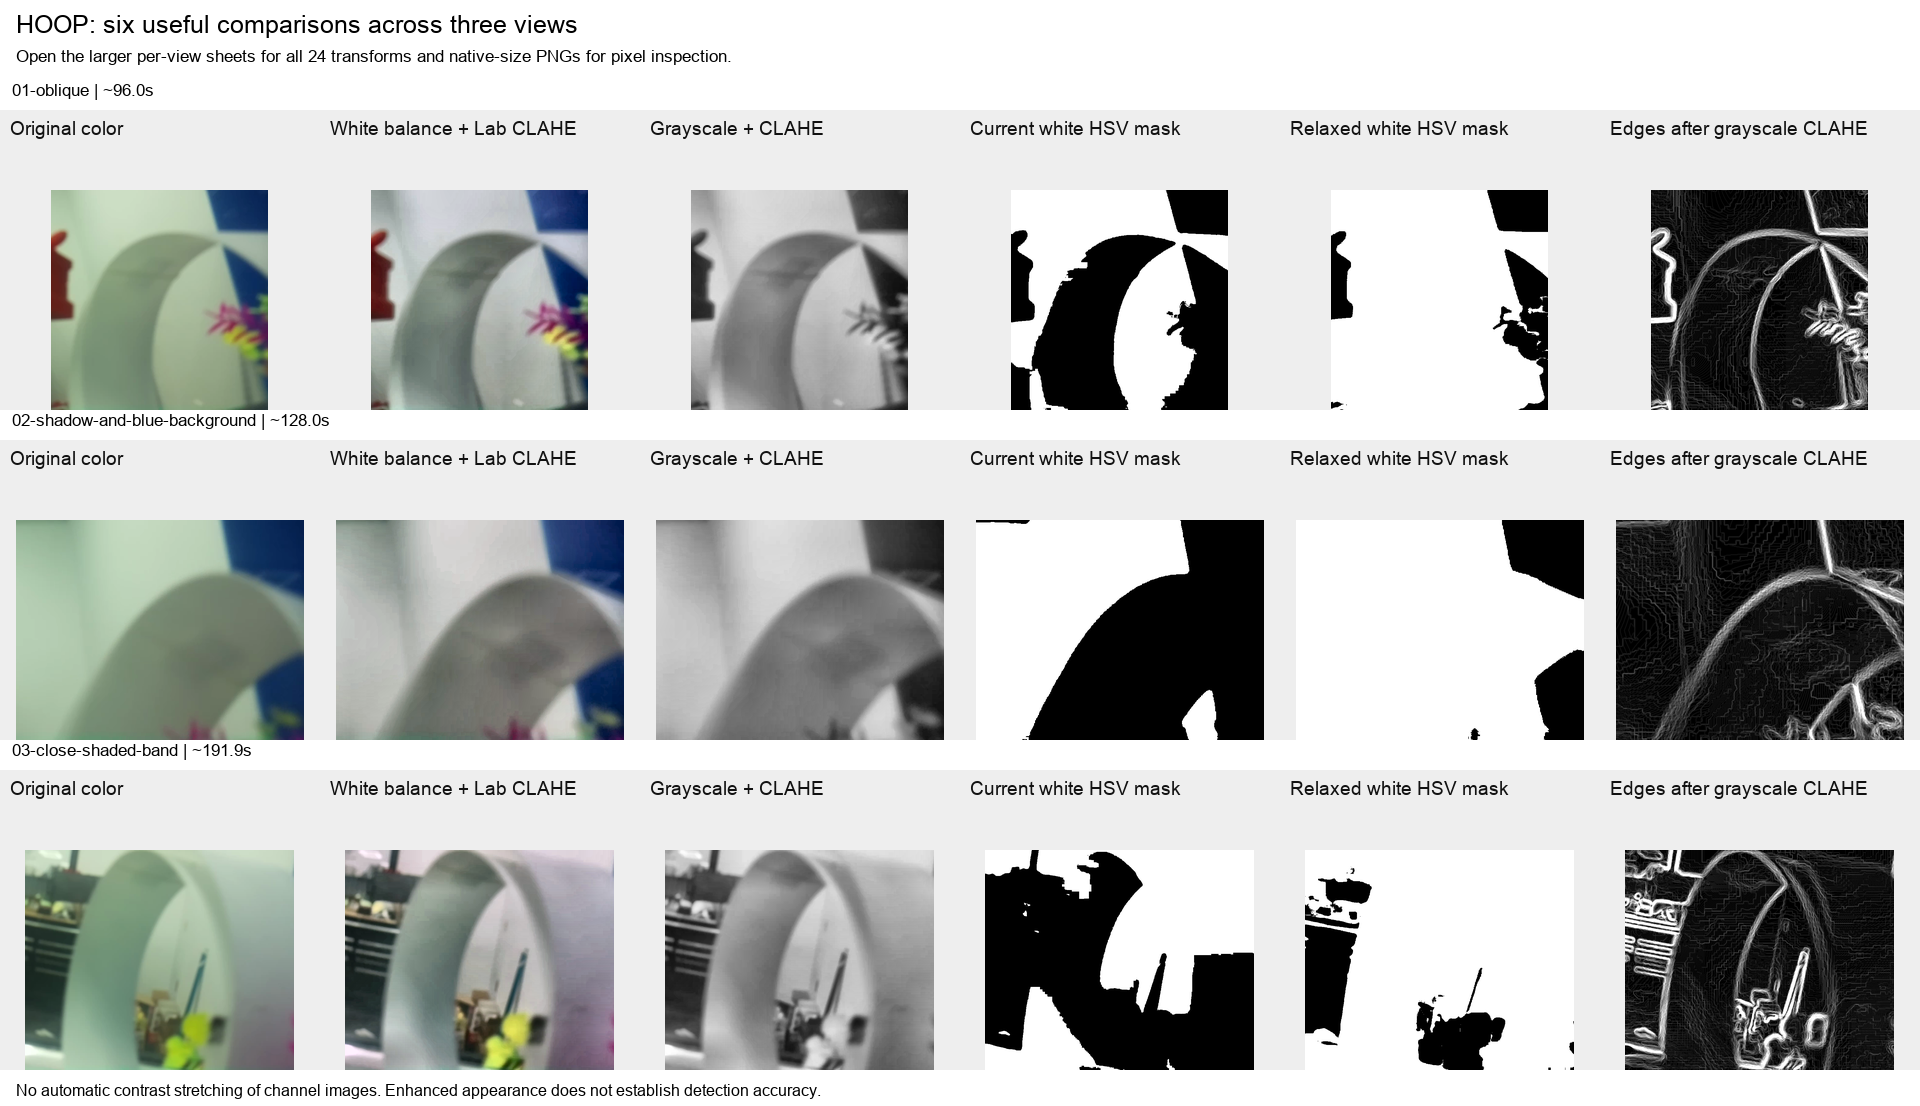 HOOP: six useful comparisons across three views
Open the larger per-view sheets for all 24 transforms and native-size PNGs for pixel inspection.
01-oblique | ~96.0s
Original color
White balance + Lab CLAHE
Grayscale + CLAHE
Current white HSV mask
Relaxed white HSV mask
Edges after grayscale CLAHE
02-shadow-and-blue-background | ~128.0s
Original color
White balance + Lab CLAHE
Grayscale + CLAHE
Current white HSV mask
Relaxed white HSV mask
Edges after grayscale CLAHE
03-close-shaded-band | ~191.9s
Original color
White balance + Lab CLAHE
Grayscale + CLAHE
Current white HSV mask
Relaxed white HSV mask
Edges after grayscale CLAHE
No automatic contrast stretching of channel images. Enhanced appearance does not establish detection accuracy.